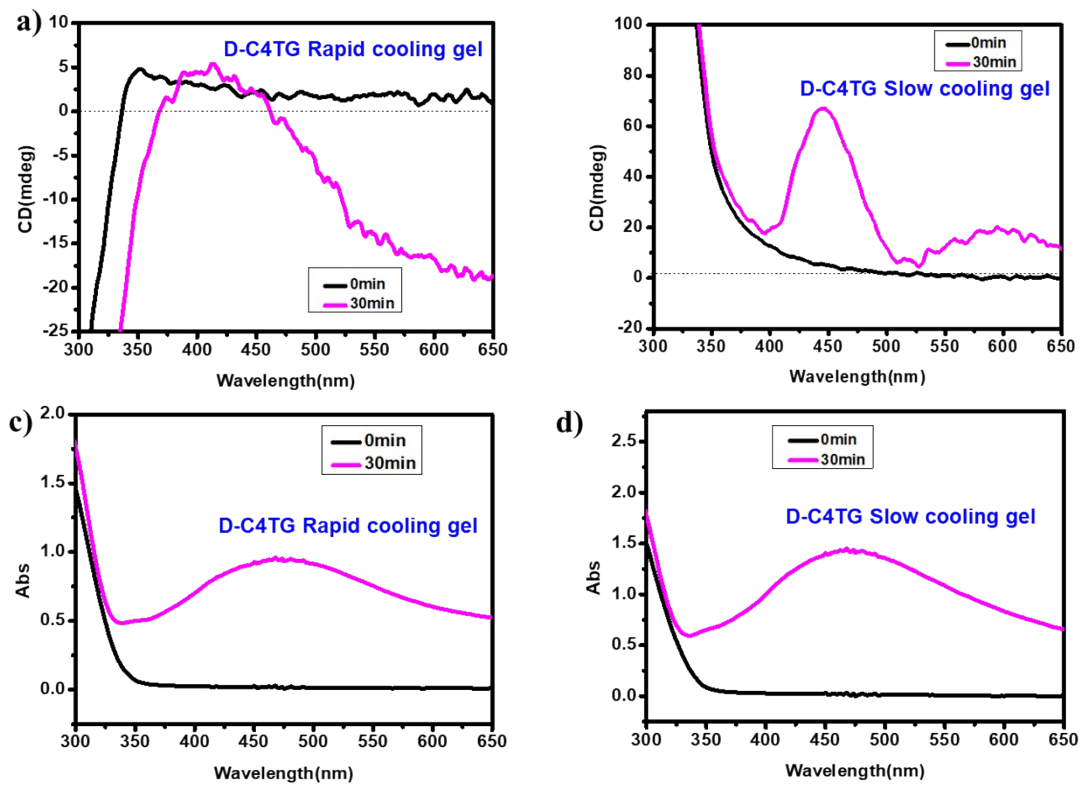 a)
D-C4TG Rapid cooling gel
0min
30min
CD(mdeg)
10
5
0
-5
-10
-15
-20
-25
300 350 400 450 500 550 600 650
Wavelength(nm)
0min
30min
D-C4TG Slow cooling gel
CD(mdeg)
100
80
60
40
20
0
-20
300 350 400 450 500 550 600 650
Wavelength(nm)
c)
0min
30min
D-C4TG Rapid cooling gel
Abs
2.0
1.5
1.0
0.5
0.0
300 350 400 450 500 550 600 650
Wavelength(nm)
d)
0min
30min
D-C4TG Slow cooling gel
Abs
2.5
2.0
1.5
1.0
0.5
0.0
300 350 400 450 500 550 600 650
Wavelength(nm)